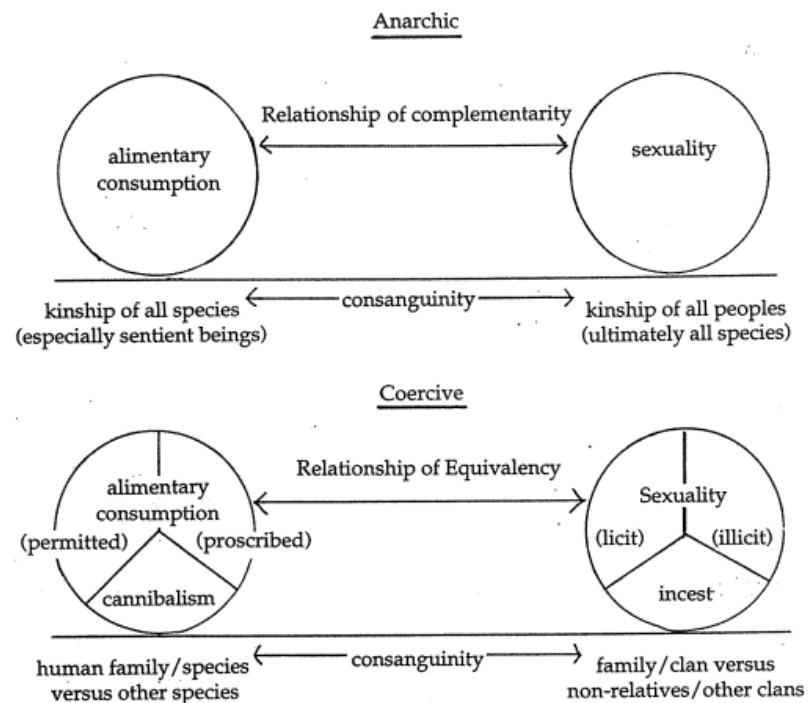 Anarchic
Relationship of complementarity
alimentary
consumption
sexuality
kinship of all species
(especially sentient beings)
consanguinity
kinship of all peoples
(ultimately all species)
Coercive
Relationship of Equivalency
alimentary
consumption
(permitted)
(proscribed)
cannibalism
Sexuality
(licit)
(illicit)
incest
human family/species
versus other species
consanguinity
family/clan versus
non-relatives/other clans